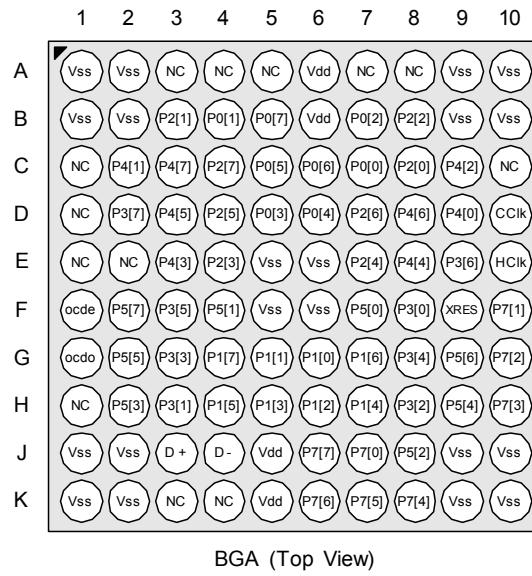 1 2 3 4 5 6 7 8 9 10
A Vss Vss NC NC NC Vdd NC NC Vss Vss
B Vss Vss P2[1] P0[1] P0[7] Vdd P0[2] P2[2] Vss Vss
C NC P4[1] P4[7] P2[7] P0[5] P0[6] P0[0] P2[0] P4[2] NC
D NC P3[7] P4[5] P2[5] P0[3] P0[4] P2[6] P4[6] P4[0] CClk
E NC NC P4[3] P2[3] Vss Vss P2[4] P4[4] P3[6] HClk
F ocde P5[7] P3[5] P5[1] Vss Vss P5[0] P3[0] XRES P7[1]
G ocdo P5[5] P3[3] P1[7] P1[1] P1[0] P1[6] P3[4] P5[6] P7[2]
H NC P5[3] P3[1] P1[5] P1[3] P1[2] P1[4] P3[2] P5[4] P7[3]
J Vss Vss D + D - Vdd P7[7] P7[0] P5[2] Vss Vss
K Vss Vss NC NC Vdd P7[6] P7[5] P7[4] Vss Vss
BGA (Top View)